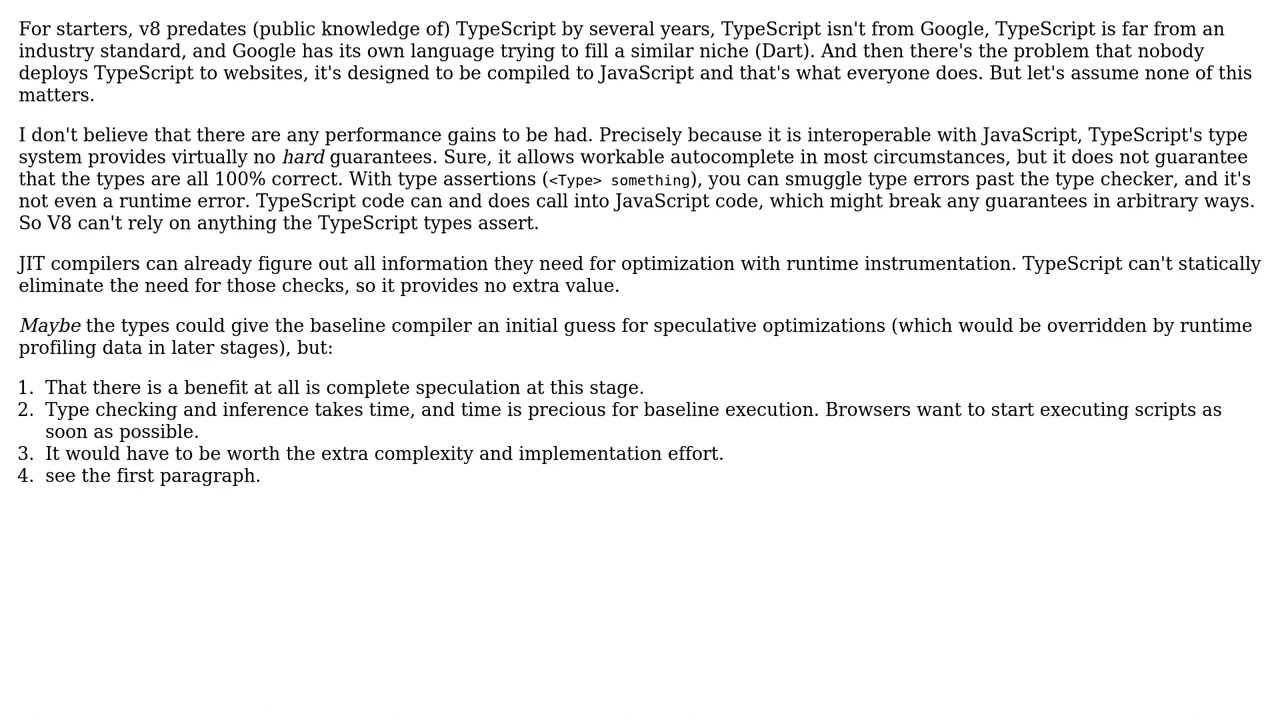 For starters, v8 predates (public knowledge of) TypeScript by several years, TypeScript isn't from Google, TypeScript is far from an
industry standard, and Google has its own language trying to fill a similar niche (Dart). And then there's the problem that nobody
deploys TypeScript to websites, it's designed to be compiled to JavaScript and that's what everyone does. But let's assume none of this
matters.
I don't believe that there are any performance gains to be had. Precisely because it is interoperable with JavaScript, TypeScript's type
system provides virtually no hard guarantees. Sure, it allows workable autocomplete in most circumstances, but it does not guarantee
that the types are all 100% correct. With type assertions (<Type> something), you can smuggle type errors past the type checker, and it's
not even a runtime error. TypeScript code can and does call into JavaScript code, which might break any guarantees in arbitrary ways.
So V8 can't rely on anything the TypeScript types assert.
JIT compilers can already figure out all information they need for optimization with runtime instrumentation. TypeScript can't statically
eliminate the need for those checks, so it provides no extra value.
Maybe the types could give the baseline compiler an initial guess for speculative optimizations (which would be overridden by runtime
profiling data in later stages), but:
1. That there is a benefit at all is complete speculation at this stage.
2. Type checking and inference takes time, and time is precious for baseline execution. Browsers want to start executing scripts as
soon as possible.
3. It would have to be worth the extra complexity and implementation effort.
4. see the first paragraph.